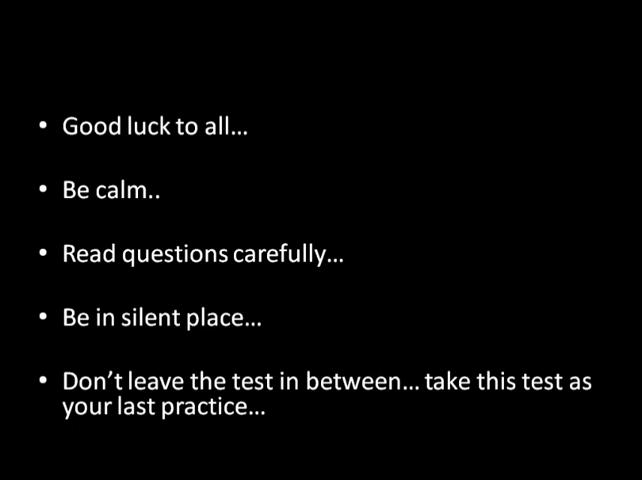 • Good luck to all...
• Be calm..
• Read questions carefully...
• Be in silent place...
• Don’t leave the test in between... take this test as
your last practice...